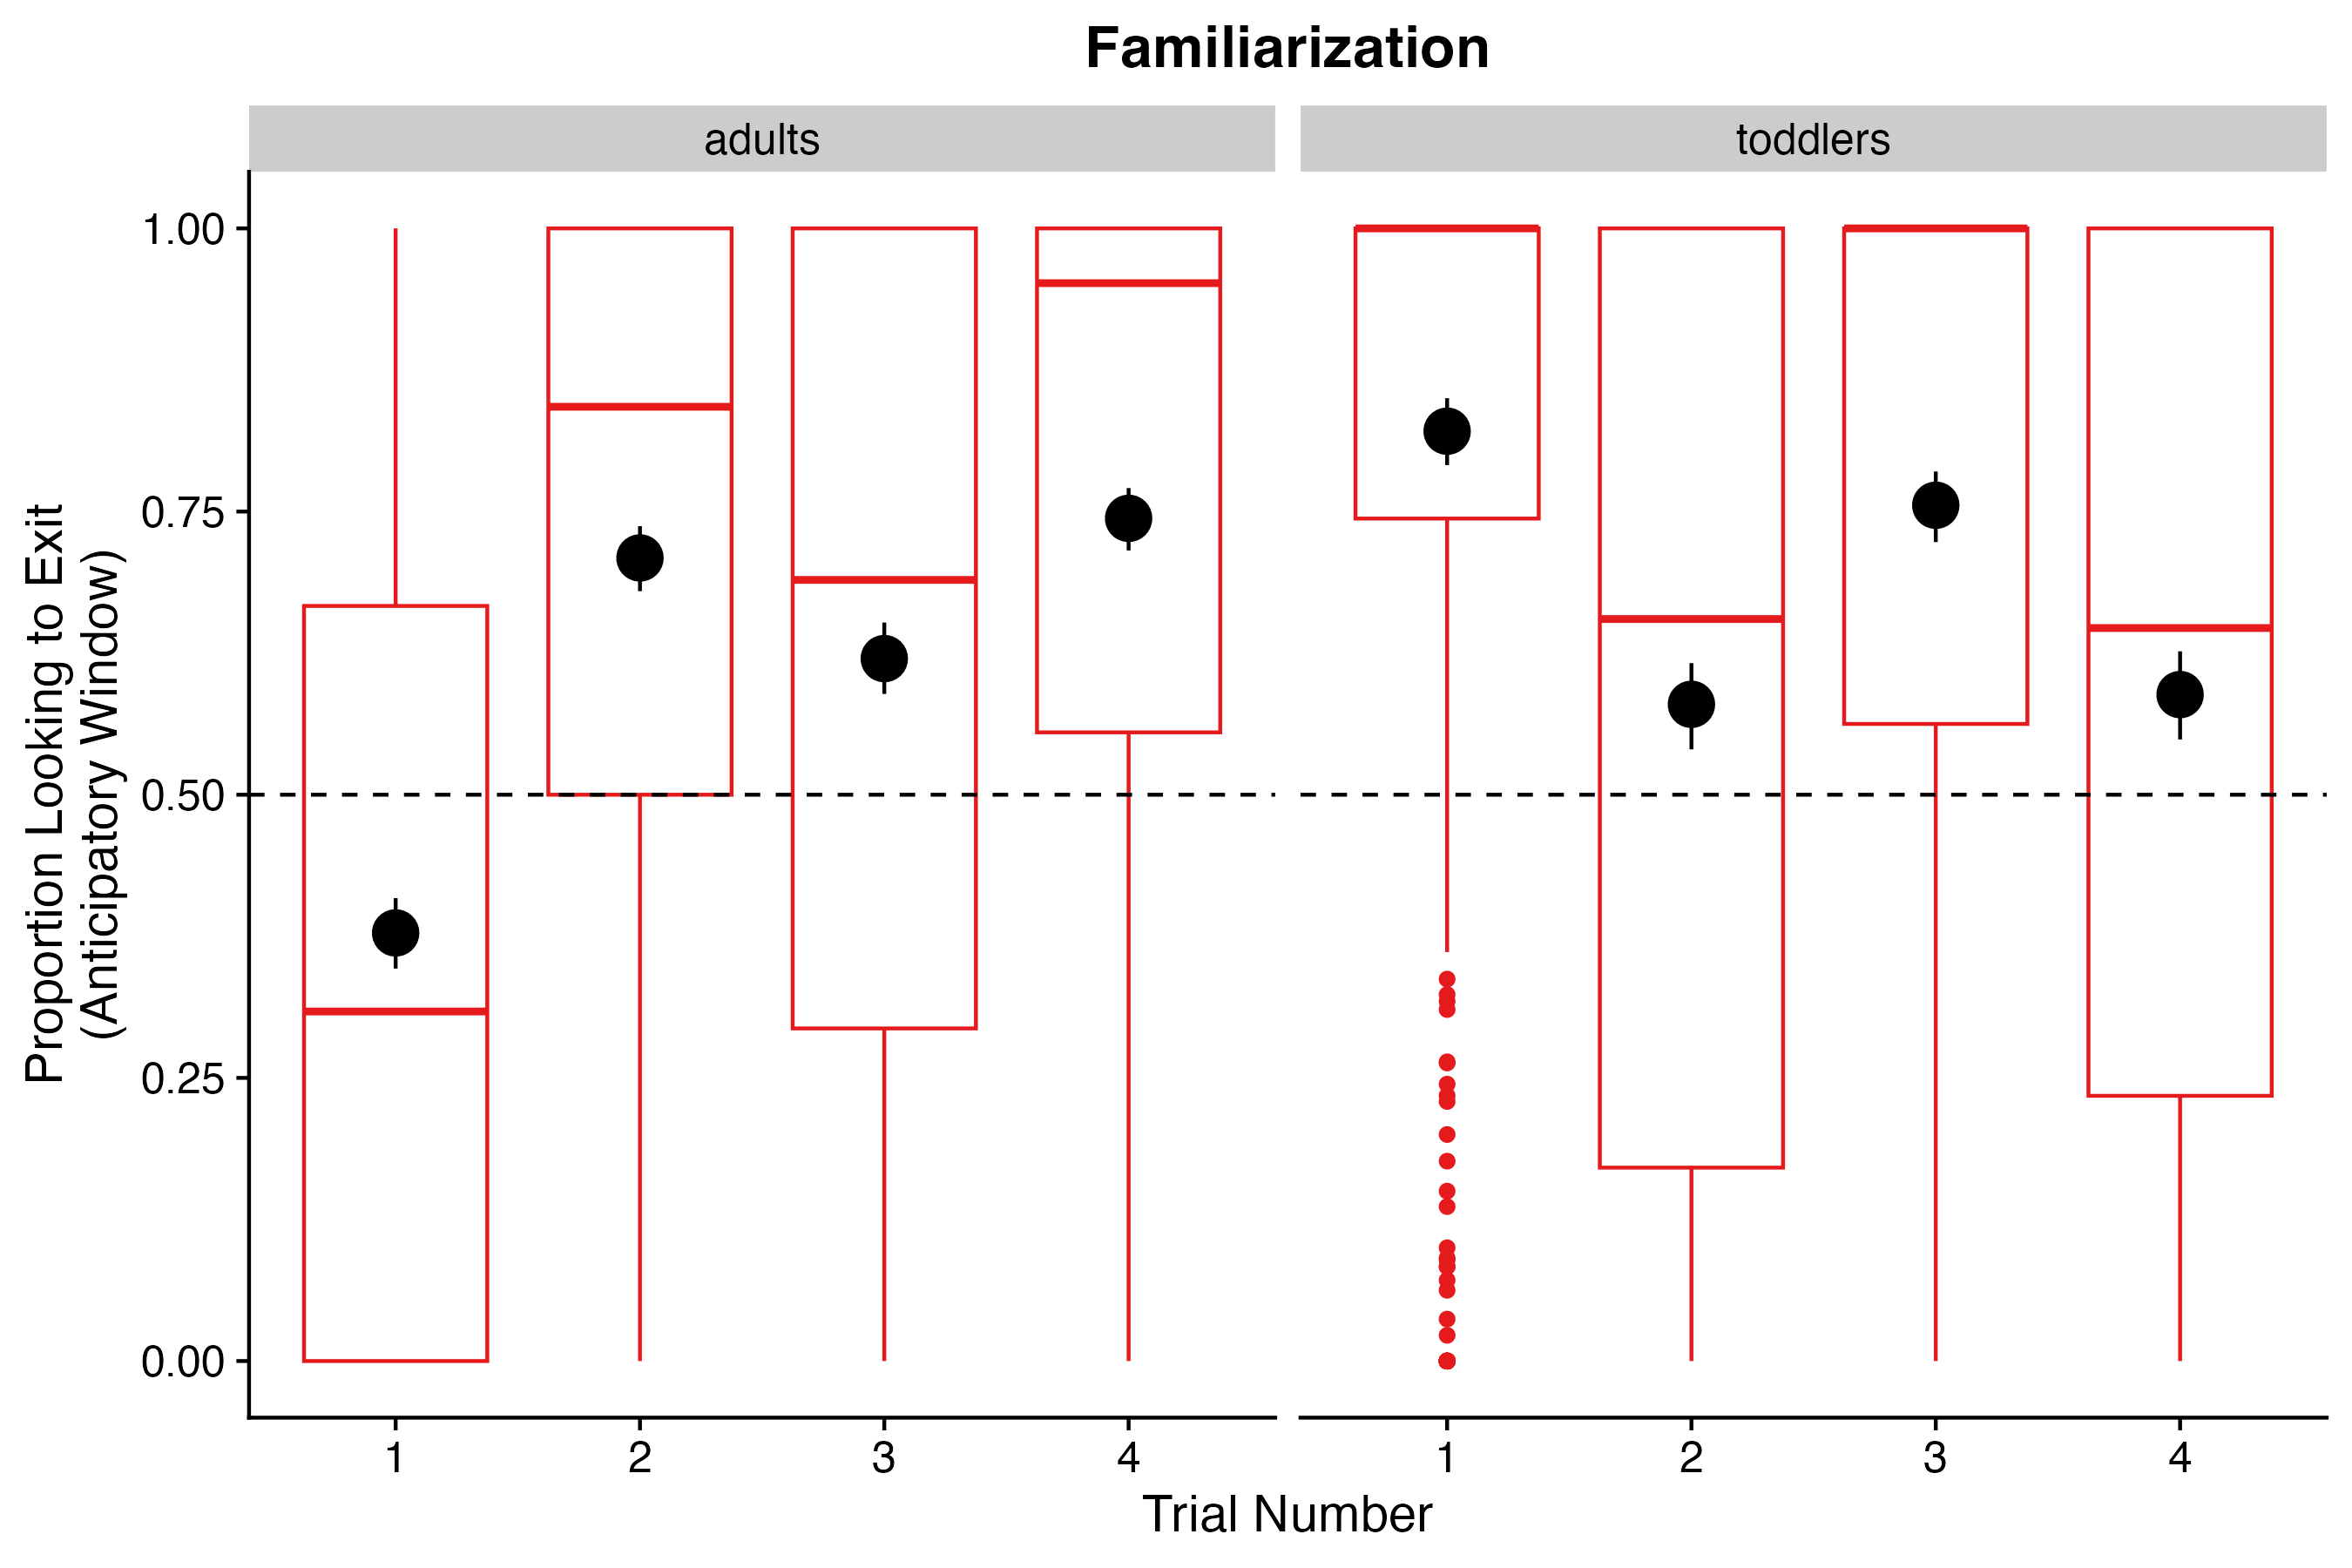 Familiarization
adults
toddlers
Proportion Looking to Exit
(Anticipatory Window)
1.00
0.75
0.50
0.25
0.00
1 2 3 4
1 2 3 4
Trial Number